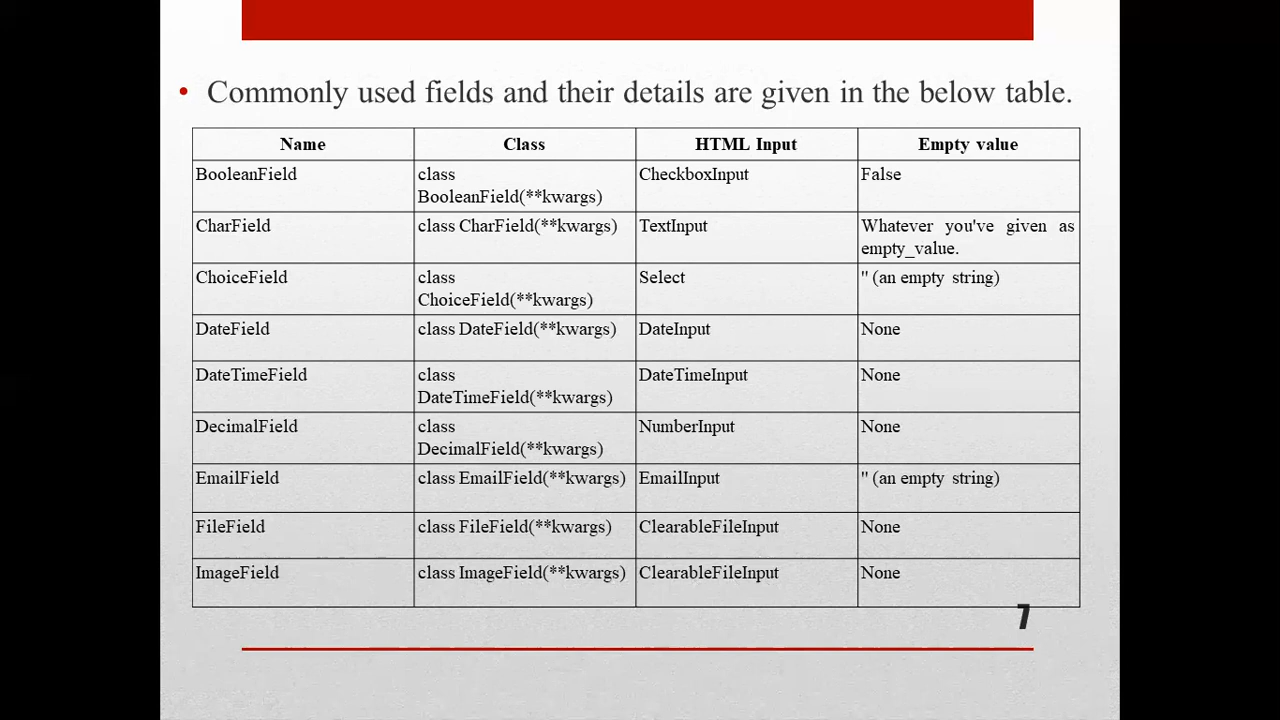 • Commonly used fields and their details are given in the below table.
Name Class HTML Input Empty value
BooleanField class CheckboxInput False
BooleanField(**kwargs)
CharField class CharField(**kwargs) TextInput Whatever you've given as
empty_value.
ChoiceField class Select '' (an empty string)
ChoiceField(**kwargs)
DateField class DateField(**kwargs) DateInput None
DateTimeField class DateTimeInput None
DateTimeField(**kwargs)
DecimalField class NumberInput None
DecimalField(**kwargs)
EmailField class EmailField(**kwargs) EmailInput '' (an empty string)
FileField class FileField(**kwargs) ClearableFileInput None
ImageField class ImageField(**kwargs) ClearableFileInput None
7